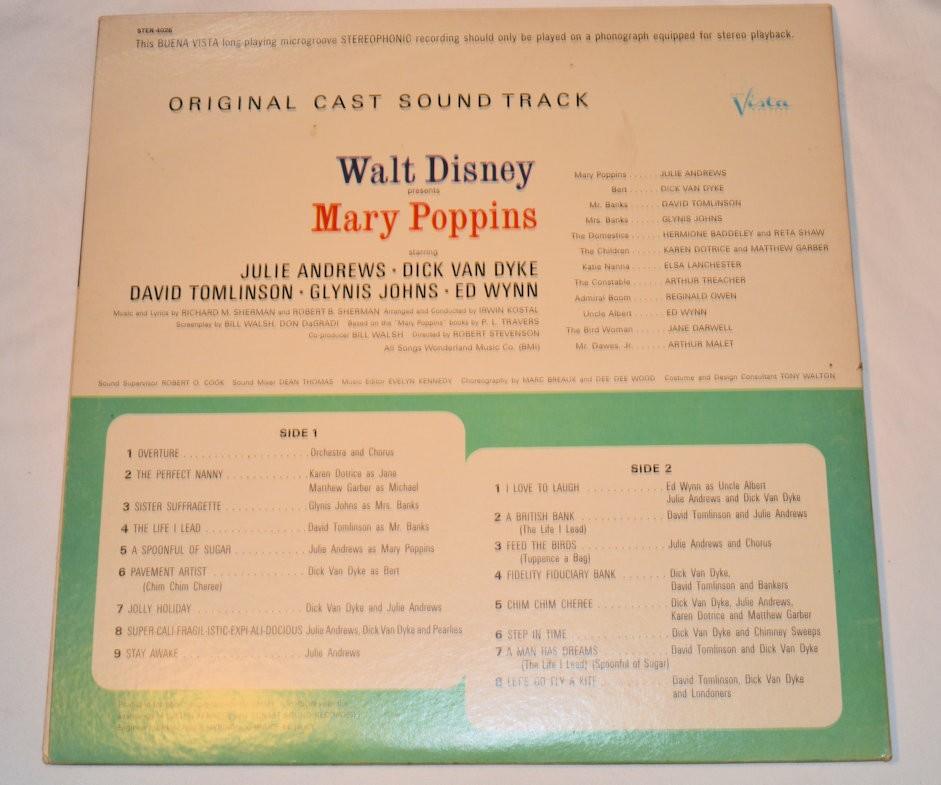 STER-4026
This BUENA VISTA long-playing microgroove STEREOPHONIC recording should only be played on a phonograph equipped for stereo playback.
ORIGINAL CAST SOUND TRACK
Vista
Walt Disney
presents
Mary Poppins
starring
JULIE ANDREWS · DICK VAN DYKE
DAVID TOMLINSON · GLYNIS JOHNS · ED WYNN
Music and Lyrics by RICHARD M. SHERMAN and ROBERT B. SHERMAN Arranged and Conducted by IRWIN KOSTAL
Screenplay by BILL WALSH, DON DaGRADI Based on the "Mary Poppins" books by P. L. TRAVERS
Co-producer BILL WALSH Directed by ROBERT STEVENSON
All Songs Wonderland Music Co. (BMI)
Mary Poppins ...... JULIE ANDREWS
Bert ...... DICK VAN DYKE
Mr. Banks ...... DAVID TOMLINSON
Mrs. Banks ...... GLYNIS JOHNS
The Domestics ...... HERMIONE BADDELEY and RETA SHAW
The Children ...... KAREN DOTRICE and MATTHEW GARBER
Katie Nanna ...... ELSA LANCHESTER
The Constable ...... ARTHUR TREACHER
Admiral Boom ...... REGINALD OWEN
Uncle Albert ...... ED WYNN
The Bird Woman ...... JANE DARWELL
Mr. Dawes, Jr. ...... ARTHUR MALET
Sound Supervisor ROBERT O. COOK Sound Mixer DEAN THOMAS Music Editor EVELYN KENNEDY Choreography by MARC BREAUX and DEE DEE WOOD Costume and Design Consultant TONY WALTON
SIDE 1
1 OVERTURE ...... Orchestra and Chorus
2 THE PERFECT NANNY ...... Karen Dotrice as Jane
Matthew Garber as Michael
3 SISTER SUFFRAGETTE ...... Glynis Johns as Mrs. Banks
4 THE LIFE I LEAD ...... David Tomlinson as Mr. Banks
5 A SPOONFUL OF SUGAR ...... Julie Andrews as Mary Poppins
6 PAVEMENT ARTIST ...... Dick Van Dyke as Bert
(Chim Chim Cheree)
7 JOLLY HOLIDAY ...... Dick Van Dyke and Julie Andrews
8 SUPER-CALI-FRAGIL-ISTIC-EXPI-ALI-DOCIOUS Julie Andrews, Dick Van Dyke and Pearlies
9 STAY AWAKE ...... Julie Andrews
SIDE 2
1 I LOVE TO LAUGH ...... Ed Wynn as Uncle Albert
Julie Andrews and Dick Van Dyke
2 A BRITISH BANK ...... David Tomlinson and Julie Andrews
(The Life I Lead)
3 FEED THE BIRDS ...... Julie Andrews and Chorus
(Tuppence a Bag)
4 FIDELITY FIDUCIARY BANK ...... Dick Van Dyke,
David Tomlinson and Bankers
5 CHIM CHIM CHEREE ...... Dick Van Dyke, Julie Andrews,
Karen Dotrice and Matthew Garber
6 STEP IN TIME ...... Dick Van Dyke and Chimney Sweeps
7 A MAN HAS DREAMS ...... David Tomlinson and Dick Van Dyke
(The Life I Lead) (Spoonful of Sugar)
8 LET'S GO FLY A KITE ...... David Tomlinson, Dick Van Dyke
and Londoners